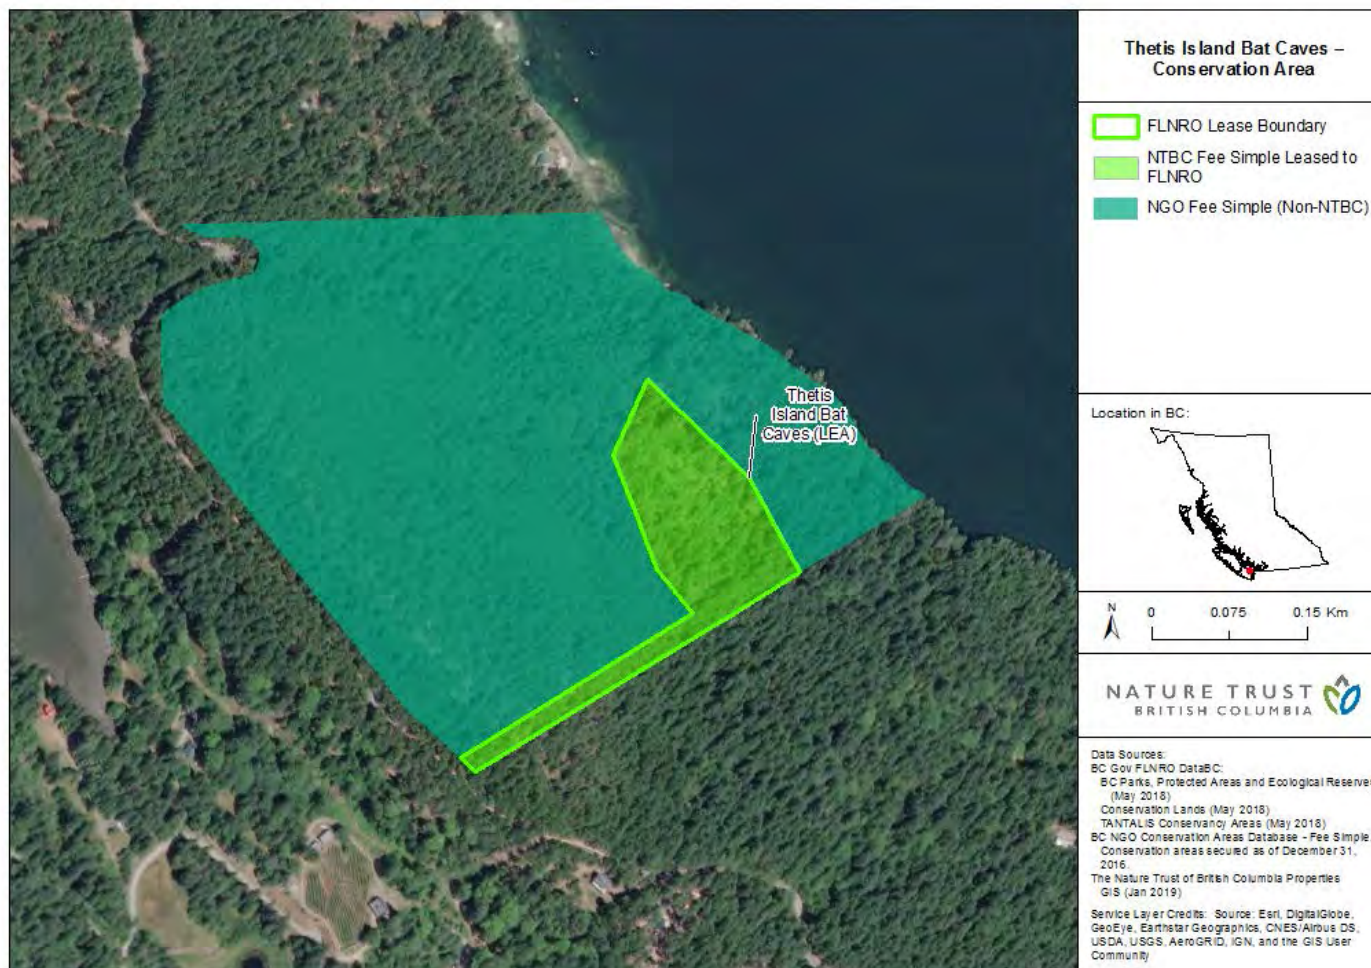 Thetis Island Bat Caves –
Conservation Area
FLNRO Lease Boundary
NTBC Fee Simple Leased to
FLNRO
NGO Fee Simple (Non-NTBC)
Thetis
Island Bat
Caves (LEA)
Location in BC:
N
0 0.075 0.15 Km
NATURE TRUST
BRITISH COLUMBIA
Data Sources:
BC Gov FLNRO DataBC:
BC Parks, Protected Areas and Ecological Reserves
(May 2018)
Conservation Lands (May 2018)
TANTALIS Conservancy Areas (May 2018)
BC NGO Conservation Areas Database - Fee Simple.
Conservation areas secured as of December 31,
2016.
The Nature Trust of British Columbia Properties
GIS (Jan 2019)
Service Layer Credits: Source: Esri, DigitalGlobe,
GeoEye, Earthstar Geographics, CNES/Airbus DS,
USDA, USGS, AeroGRID, IGN, and the GIS User
Community